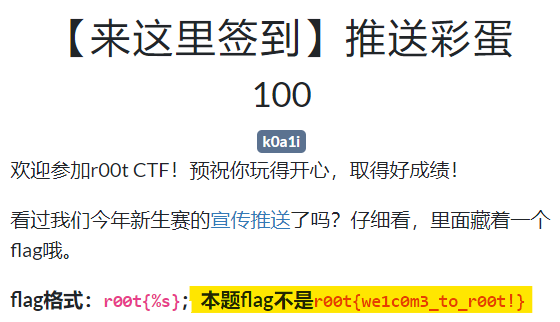 【来这里签到】推送彩蛋
100
k0a1i
欢迎参加r00t CTF！预祝你玩得开心，取得好成绩！
看过我们今年新生赛的宣传推送了吗？仔细看，里面藏着一个
flag哦。
flag格式：r00t{%s}; 本题flag不是r00t{we1c0m3_to_r00t!}